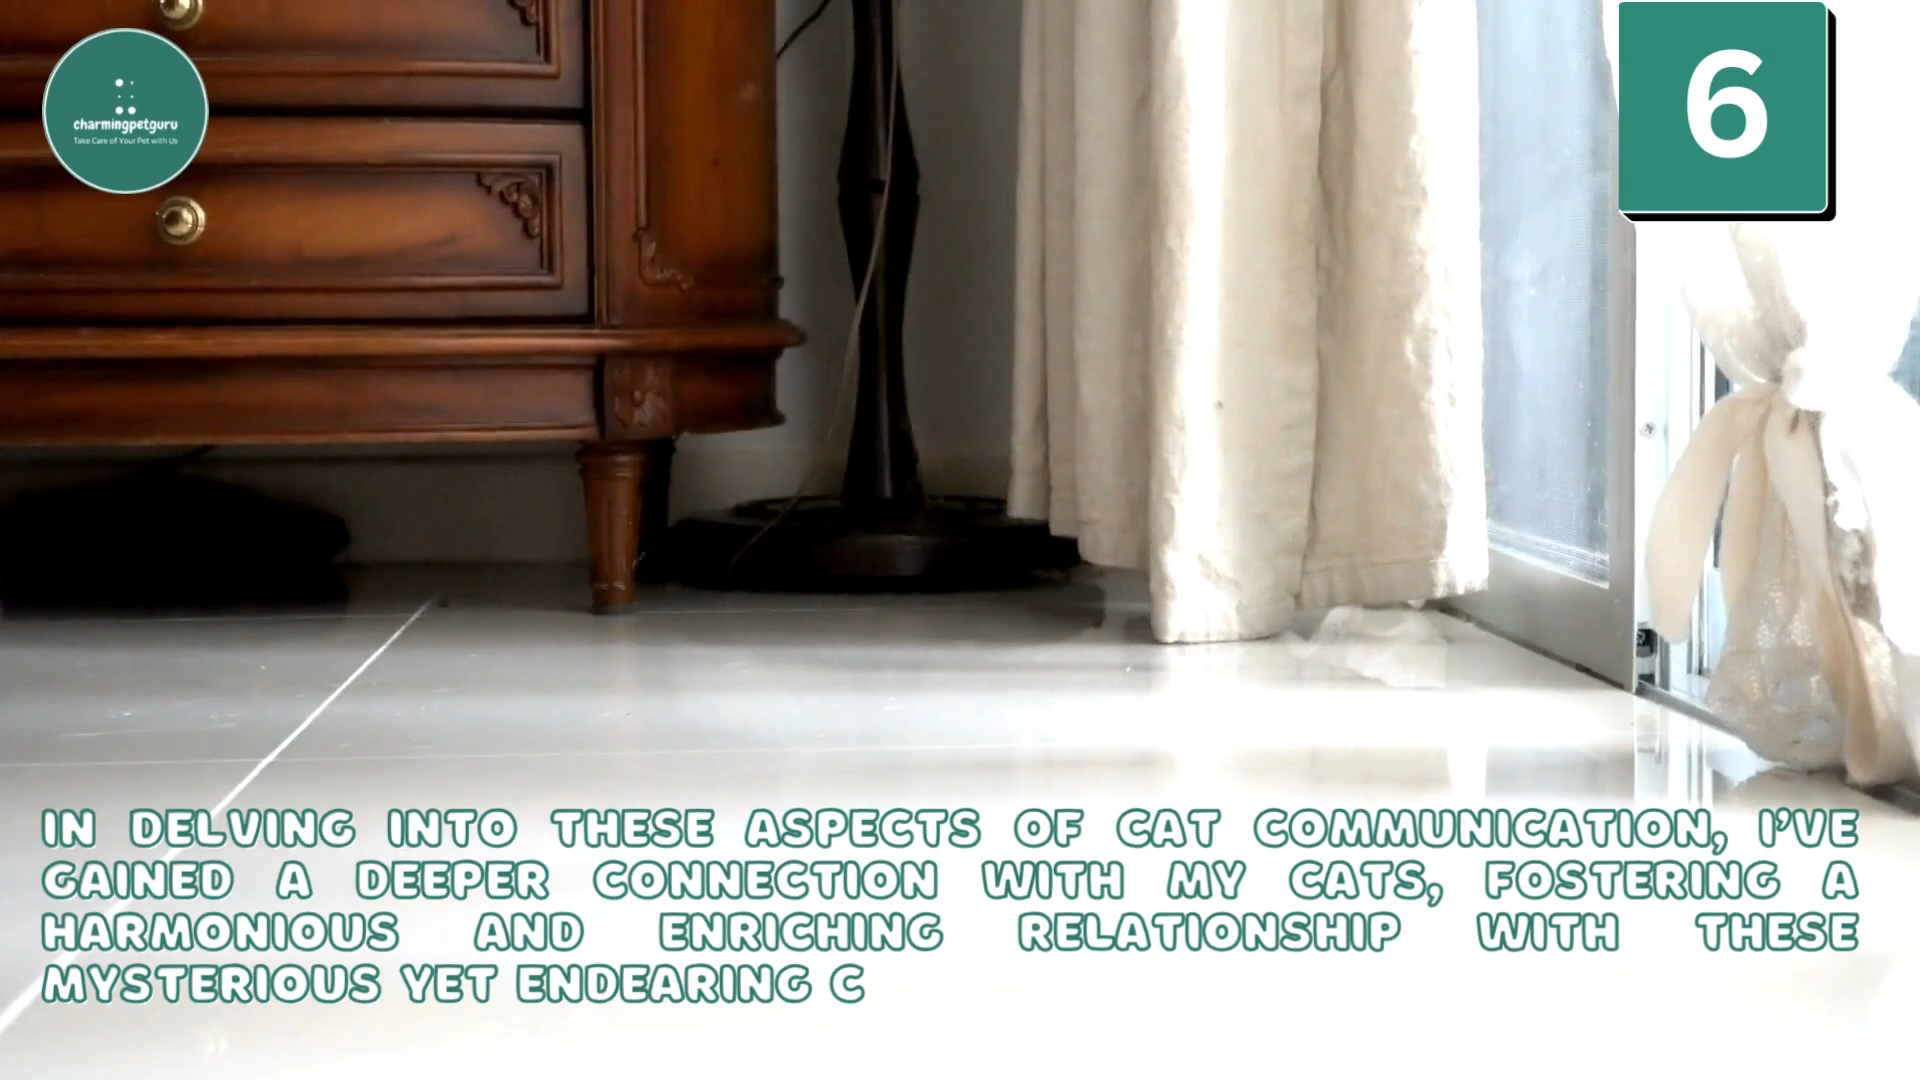 charmingpetguru
Take Care of Your Pet with Us
6
IN DELVING INTO THESE ASPECTS OF CAT COMMUNICATION, I'VE
GAINED A DEEPER CONNECTION WITH MY CATS, FOSTERING A
HARMONIOUS AND ENRICHING RELATIONSHIP WITH THESE
MYSTERIOUS YET ENDEARING C